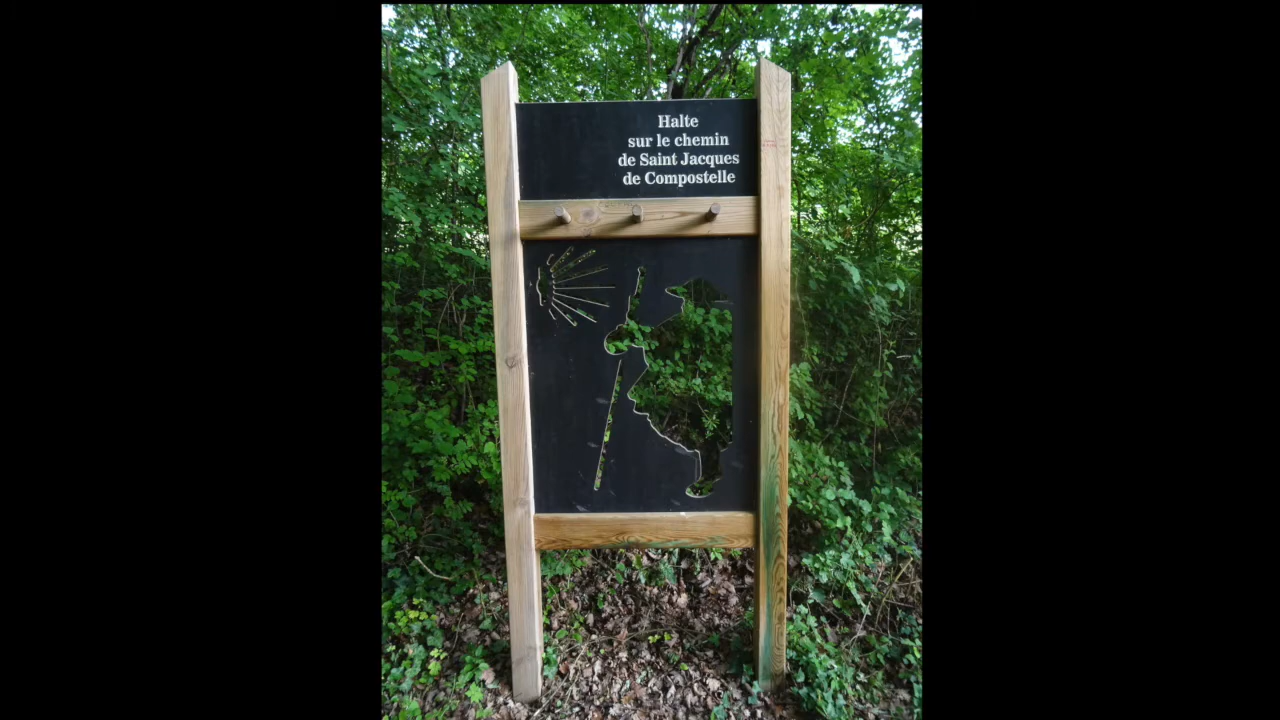 Halte
sur le chemin
de Saint Jacques
de Compostelle